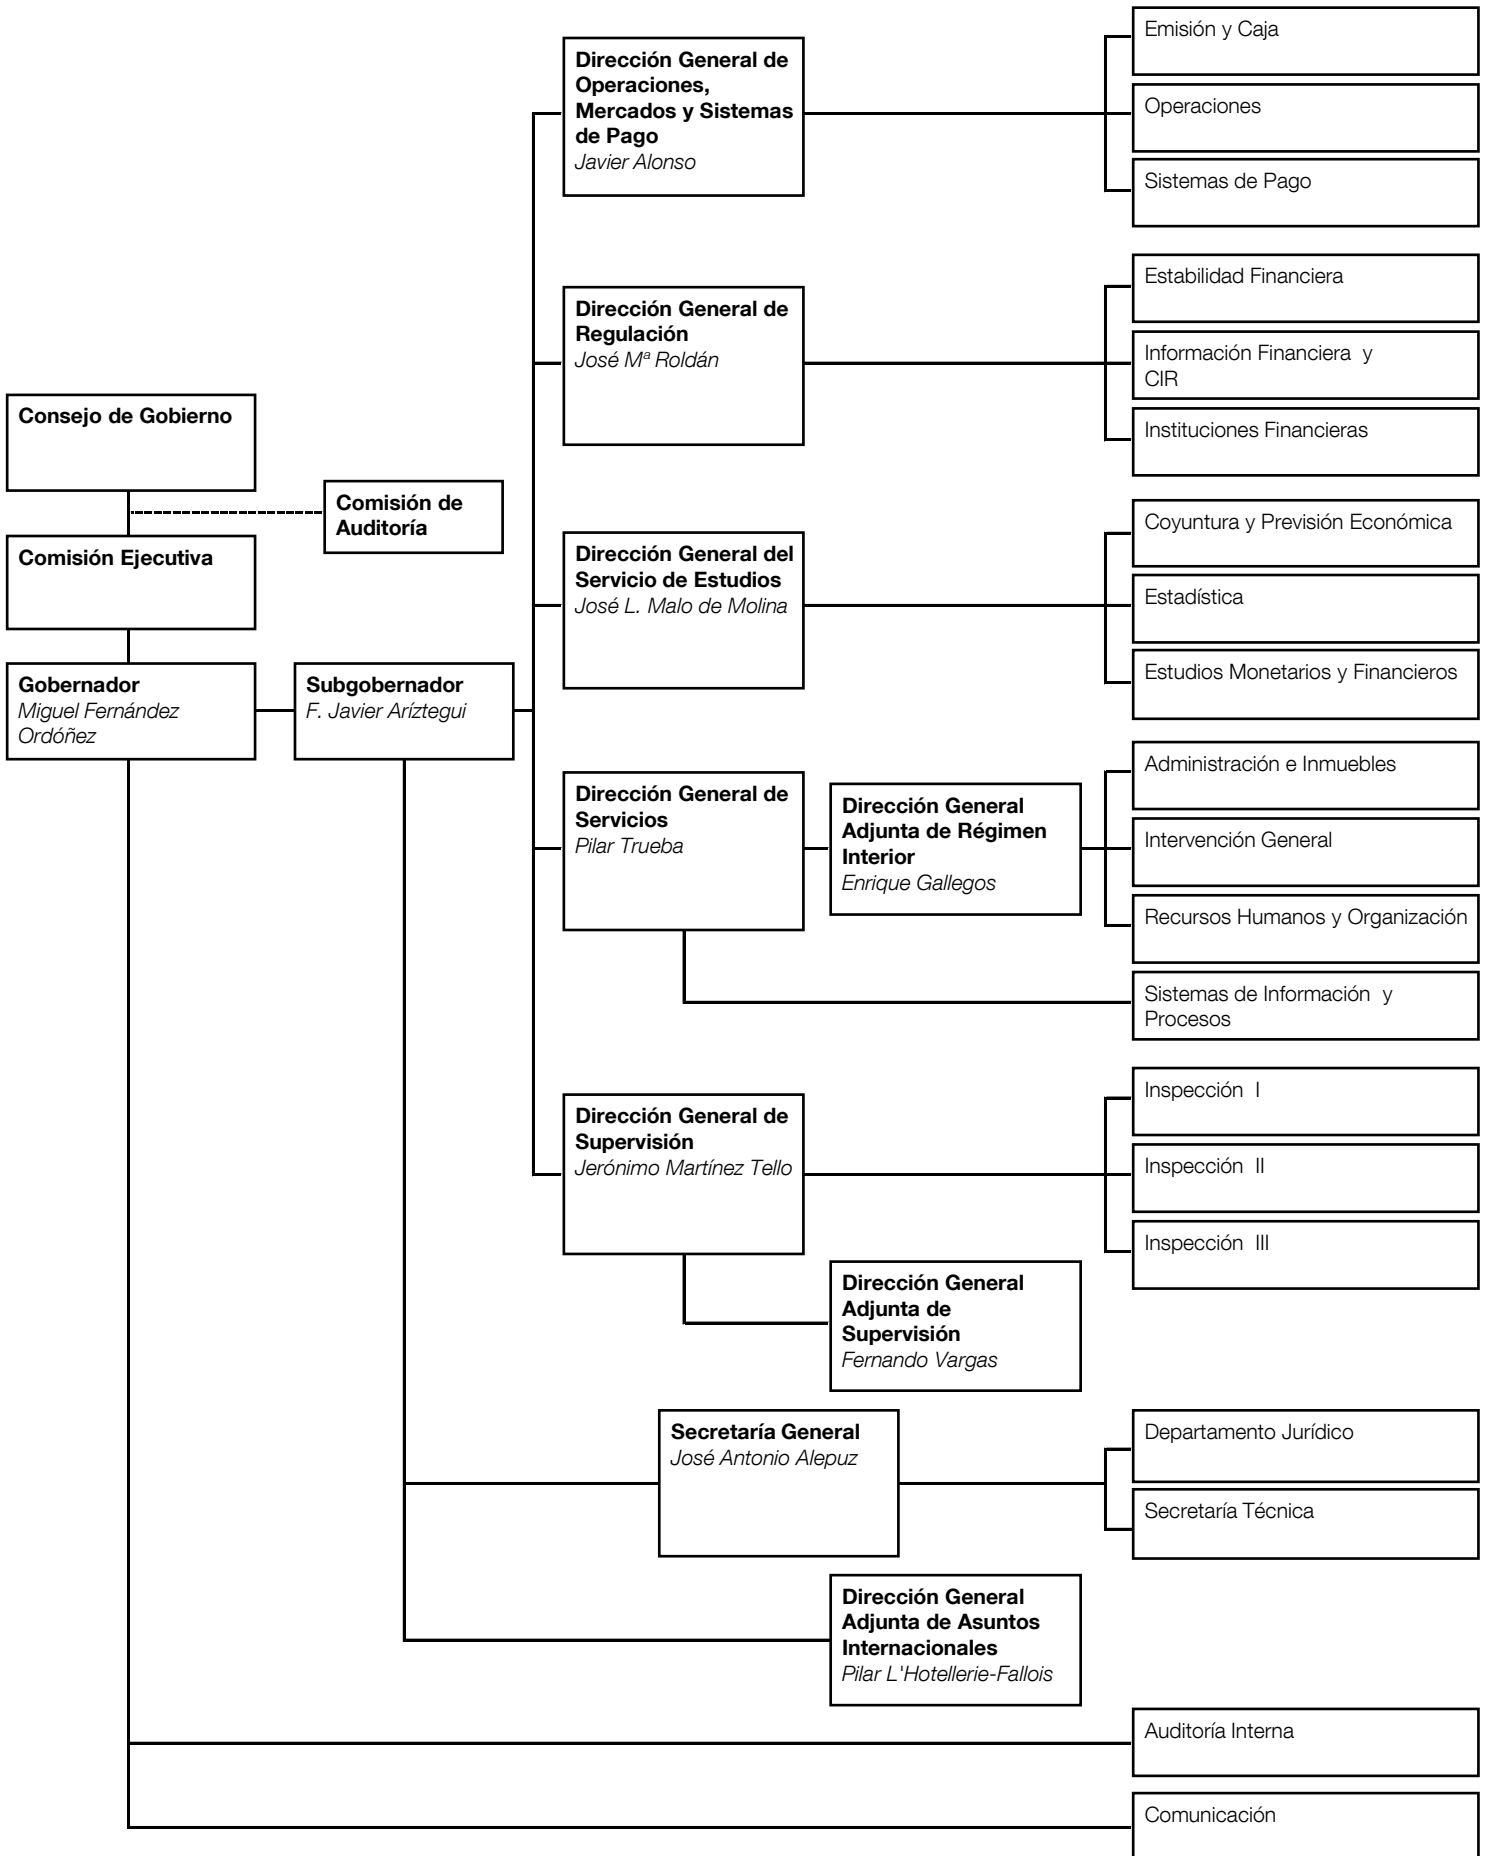 Consejo de Gobierno
Comisión de
Auditoría
Comisión Ejecutiva
Gobernador
Miguel Fernández
Ordóñez
Subgobernador
F. Javier Aríztegui
Dirección General de
Operaciones,
Mercados y Sistemas
de Pago
Javier Alonso
Emisión y Caja
Operaciones
Sistemas de Pago
Dirección General de
Regulación
José Mª Roldán
Estabilidad Financiera
Información Financiera y
CIR
Instituciones Financieras
Dirección General del
Servicio de Estudios
José L. Malo de Molina
Coyuntura y Previsión Económica
Estadística
Estudios Monetarios y Financieros
Dirección General de
Servicios
Pilar Trueba
Dirección General
Adjunta de Régimen
Interior
Enrique Gallegos
Administración e Inmuebles
Intervención General
Recursos Humanos y Organización
Sistemas de Información y
Procesos
Dirección General de
Supervisión
Jerónimo Martínez Tello
Inspección I
Inspección II
Inspección III
Dirección General
Adjunta de
Supervisión
Fernando Vargas
Secretaría General
José Antonio Alepuz
Departamento Jurídico
Secretaría Técnica
Dirección General
Adjunta de Asuntos
Internacionales
Pilar L'Hotellerie-Fallois
Auditoría Interna
Comunicación